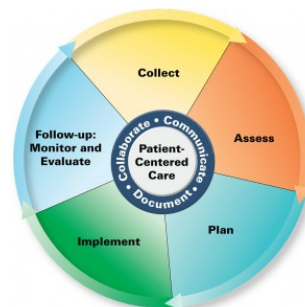 Collect
Assess
Plan
Implement
Follow-up:
Monitor and
Evaluate
Collaborate • Communicate • Document •
Patient-
Centered
Care